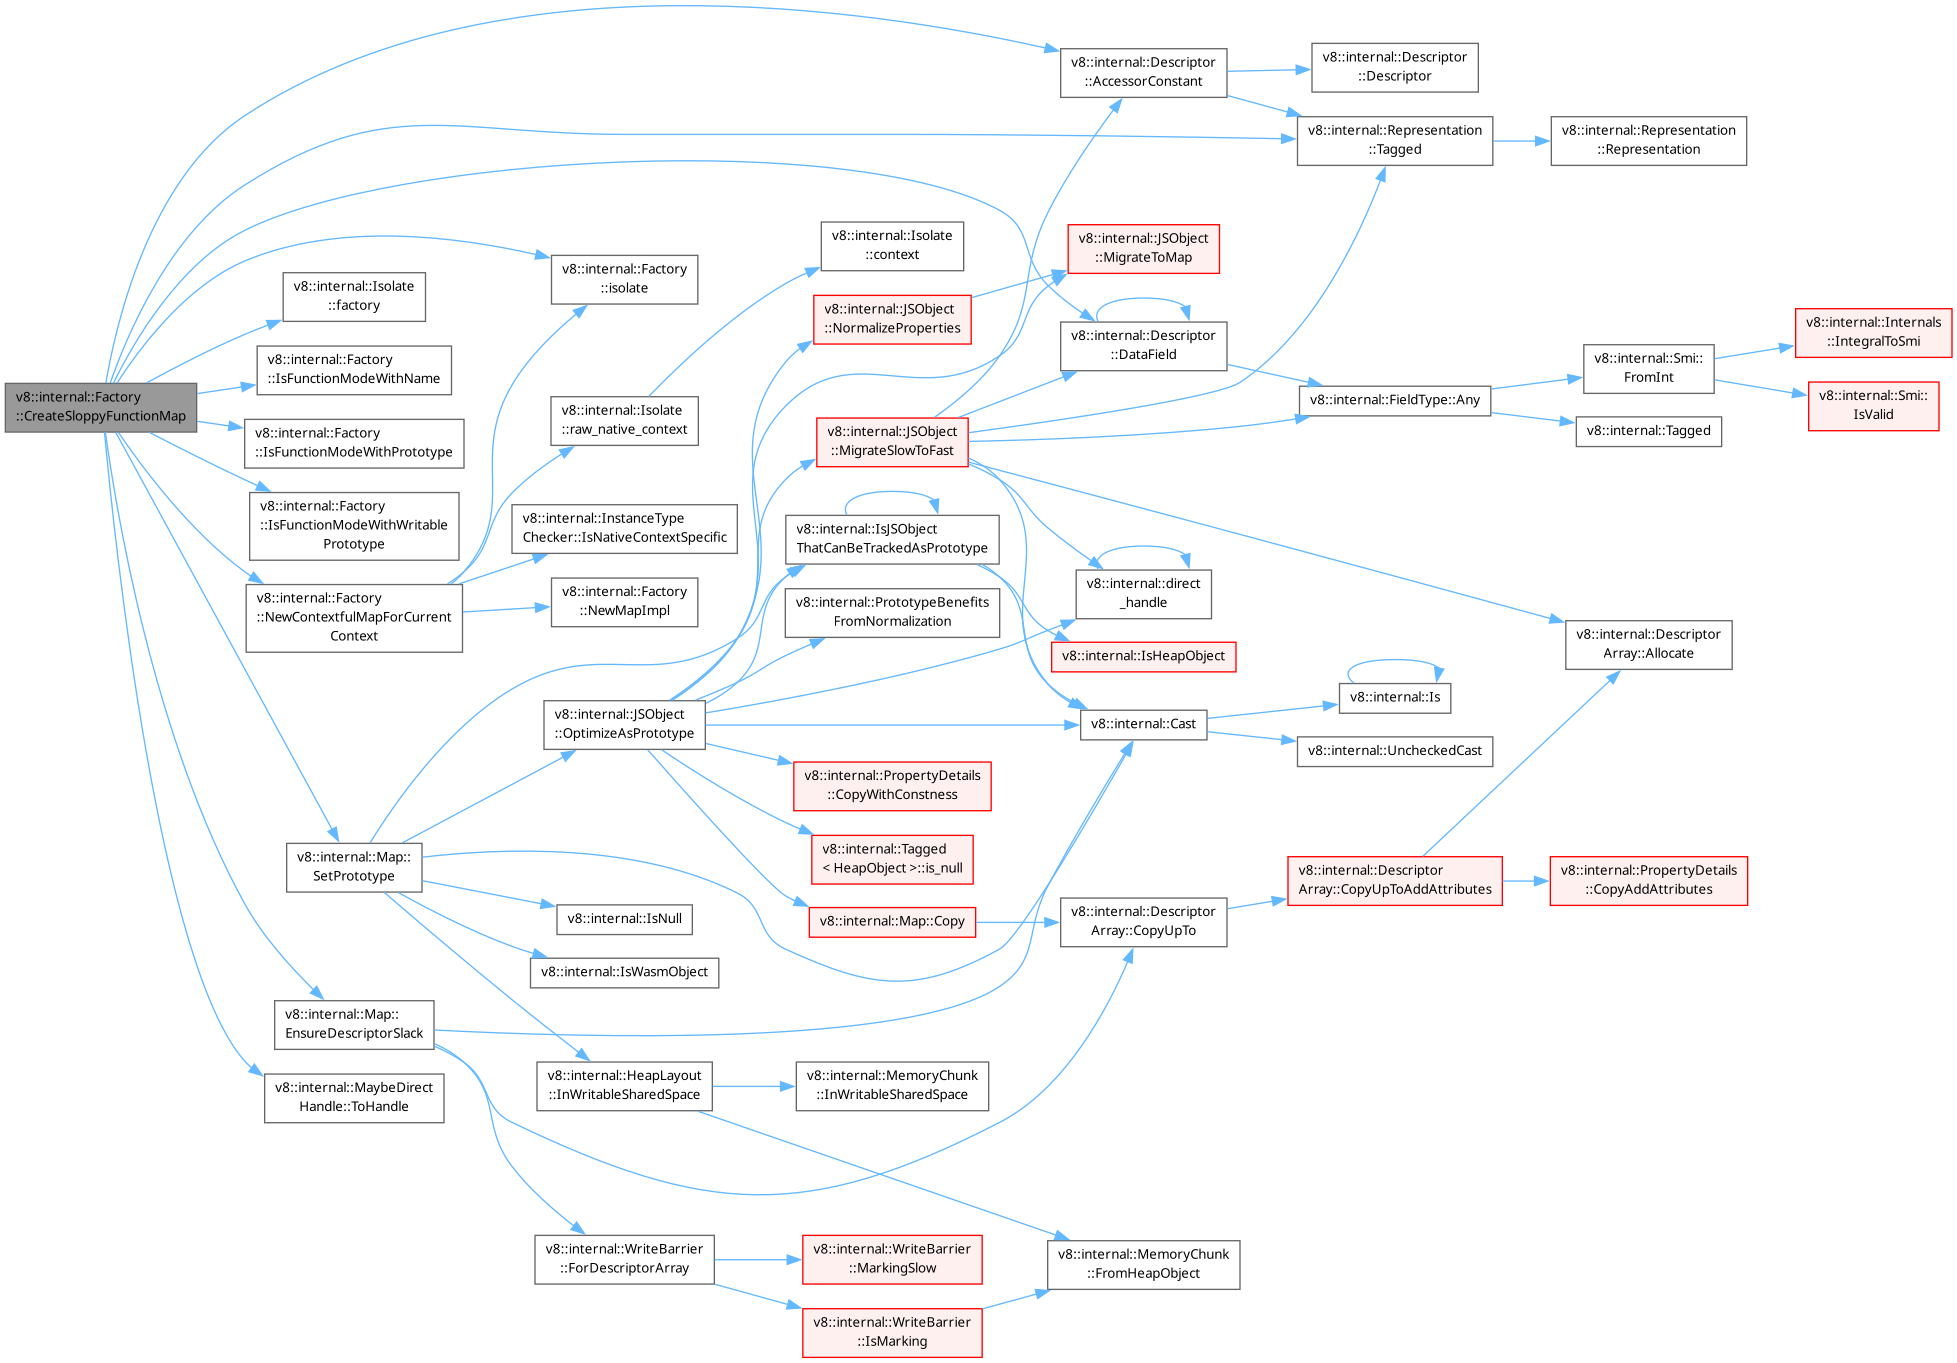 v8::internal::Factory
::CreateSloppyFunctionMap
v8::internal::Descriptor
::AccessorConstant
v8::internal::Descriptor
::Descriptor
v8::internal::Representation
::Tagged
v8::internal::Representation
::Representation
v8::internal::Descriptor
::DataField
v8::internal::FieldType::Any
v8::internal::Smi::
FromInt
v8::internal::Internals
::IntegralToSmi
v8::internal::Smi::
IsValid
v8::internal::Tagged
v8::internal::Factory
::isolate
v8::internal::Isolate
::factory
v8::internal::Factory
::IsFunctionModeWithName
v8::internal::Factory
::IsFunctionModeWithPrototype
v8::internal::Factory
::IsFunctionModeWithWritable
Prototype
v8::internal::Factory
::NewContextfulMapForCurrent
Context
v8::internal::Isolate
::raw_native_context
v8::internal::Isolate
::context
v8::internal::InstanceType
Checker::IsNativeContextSpecific
v8::internal::Factory
::NewMapImpl
v8::internal::Map::
SetPrototype
v8::internal::JSObject
::OptimizeAsPrototype
v8::internal::JSObject
::NormalizeProperties
v8::internal::JSObject
::MigrateToMap
v8::internal::JSObject
::MigrateSlowToFast
v8::internal::IsJSObject
ThatCanBeTrackedAsPrototype
v8::internal::PrototypeBenefits
FromNormalization
v8::internal::direct
_handle
v8::internal::IsHeapObject
v8::internal::Cast
v8::internal::Is
v8::internal::UncheckedCast
v8::internal::Descriptor
Array::Allocate
v8::internal::PropertyDetails
::CopyWithConstness
v8::internal::Tagged
< HeapObject >::is_null
v8::internal::Map::Copy
v8::internal::Descriptor
Array::CopyUpTo
v8::internal::Descriptor
Array::CopyUpToAddAttributes
v8::internal::PropertyDetails
::CopyAddAttributes
v8::internal::IsNull
v8::internal::IsWasmObject
v8::internal::HeapLayout
::InWritableSharedSpace
v8::internal::MemoryChunk
::InWritableSharedSpace
v8::internal::Map::
EnsureDescriptorSlack
v8::internal::MaybeDirect
Handle::ToHandle
v8::internal::WriteBarrier
::ForDescriptorArray
v8::internal::WriteBarrier
::MarkingSlow
v8::internal::WriteBarrier
::IsMarking
v8::internal::MemoryChunk
::FromHeapObject